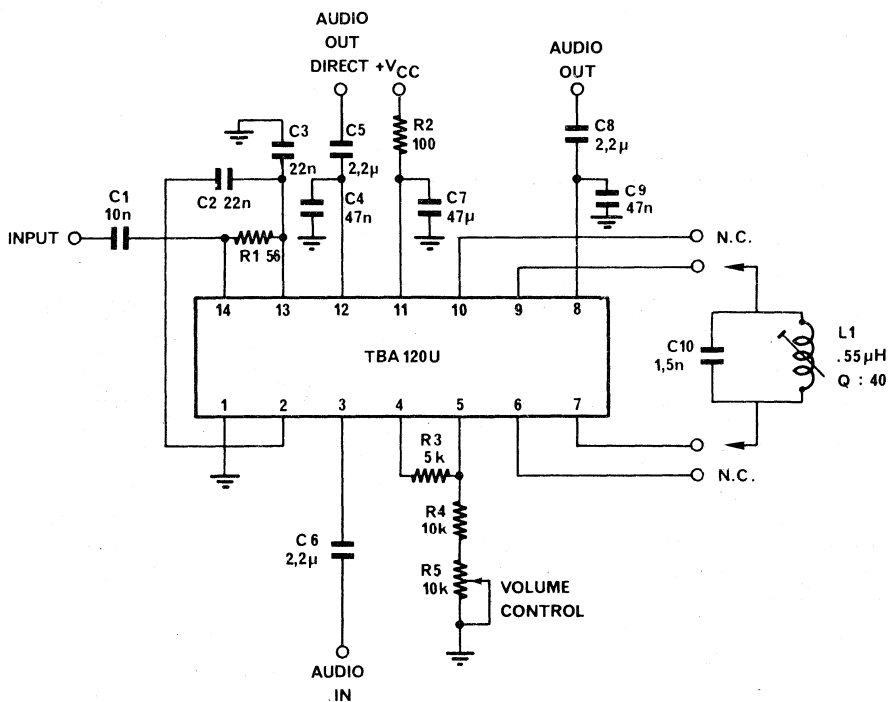 AUDIO
OUT
DIRECT
+VCC
AUDIO
OUT
C3
22n
C5
2,2µ
R2
100
C8
2,2µ
C2 22n
C4
47n
C7
47µ
C9
47n
C1
10n
INPUT
R1 56
N.C.
14 13 12 11 10 9 8
TBA 120U
C10
1,5n
L1
.55µH
Q : 40
1 2 3 4 5 6 7
R3
5k
N.C.
R4
10k
C6
2,2µ
R5
10k
VOLUME
CONTROL
AUDIO
.IN